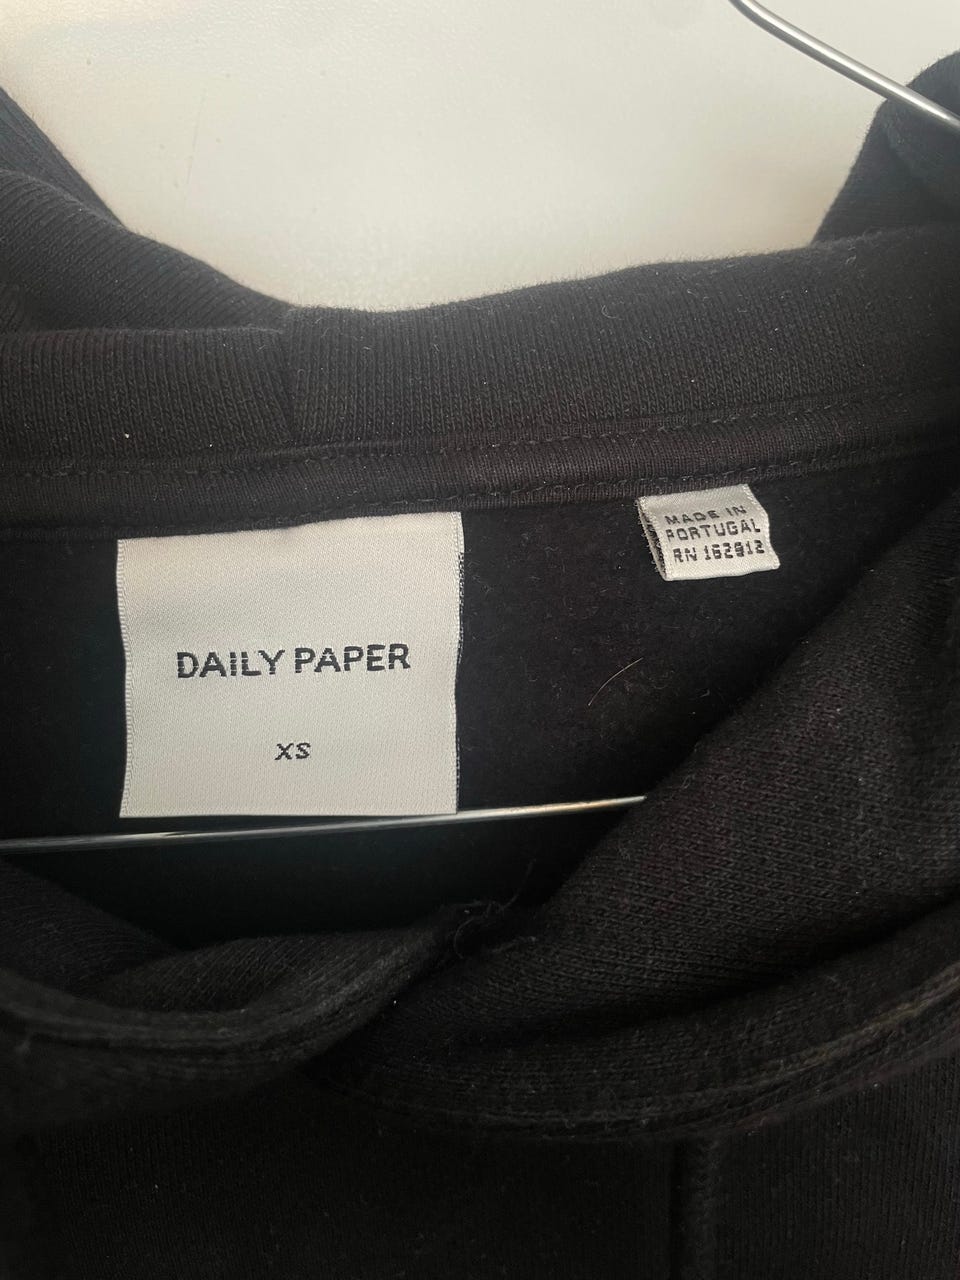 DAILY PAPER
XS
MADE IN
PORTUGAL
RN 162912